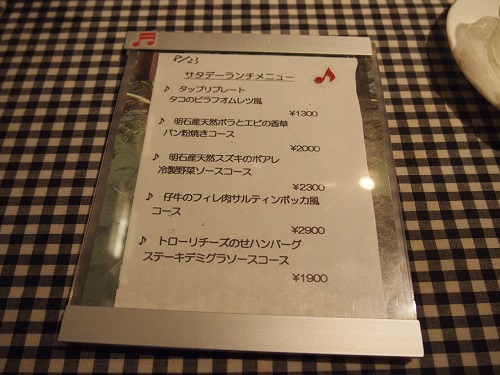 8/23
サタデーランチメニュー
♪ タップリプレート
タコのピラフオムレツ風
¥1300
♪ 明石産天然ボラとエビの香草
パン粉焼きコース
¥2000
♪ 明石産天然スズキのポアレ
冷製野菜ソースコース
¥2300
♪ 仔牛のフィレ肉サルティンボッカ風
コース
¥2900
♪ トローリチーズのせハンバーグ
ステーキデミグラソースコース
¥1900